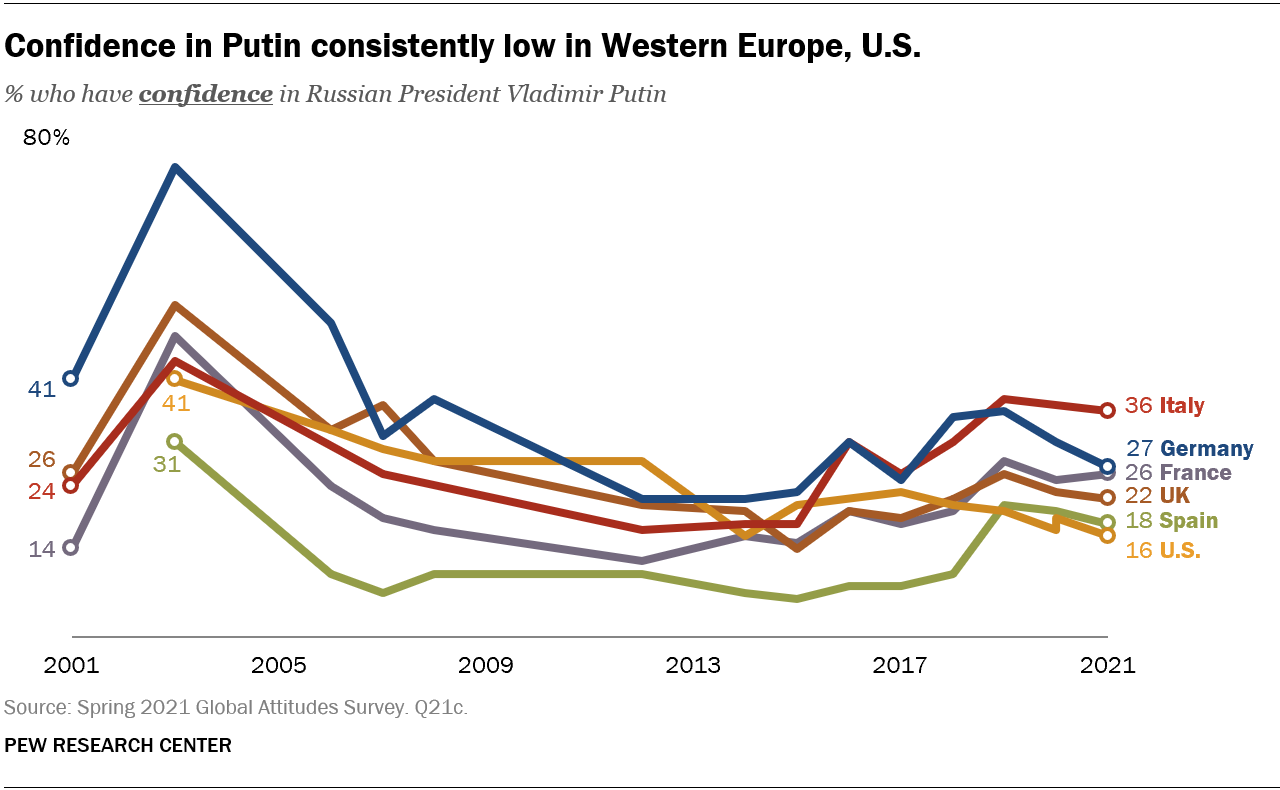 Confidence in Putin consistently low in Western Europe, U.S.
% who have confidence in Russian President Vladimir Putin
80%
41
26
24
14
41
31
36 Italy
27 Germany
26 France
22 UK
18 Spain
16 U.S.
2001 2005 2009 2013 2017 2021
Source: Spring 2021 Global Attitudes Survey. Q21c.
PEW RESEARCH CENTER